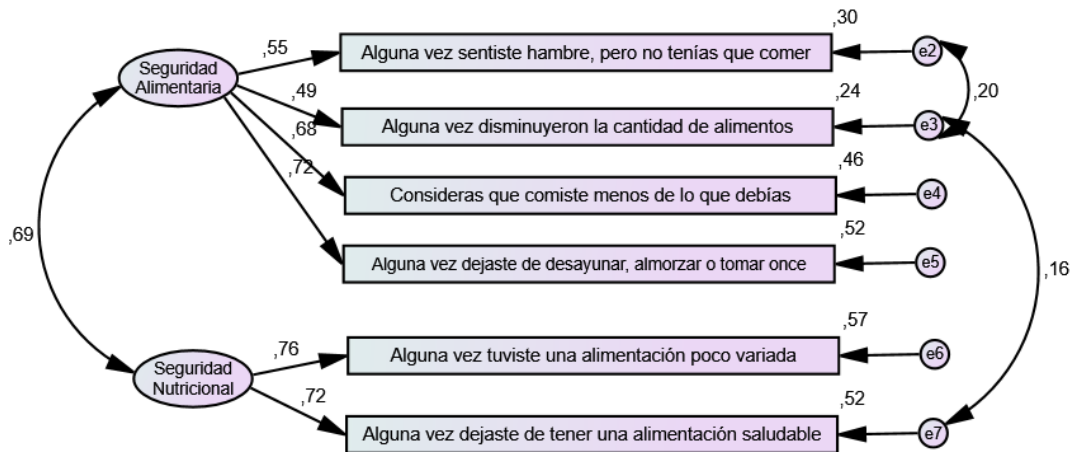 ,30
,55
Alguna vez sentiste hambre, pero no tenías que comer
e2
Seguridad
Alimentaria
,49
,24
,20
Alguna vez disminuyeron la cantidad de alimentos
e3
,68
,46
,72
Consideras que comiste menos de lo que debías
e4
,69
,52
Alguna vez dejaste de desayunar, almorzar o tomar once
e5
,16
,57
,76
Alguna vez tuviste una alimentación poco variada
e6
Seguridad
Nutricional
,72
,52
Alguna vez dejaste de tener una alimentación saludable
e7